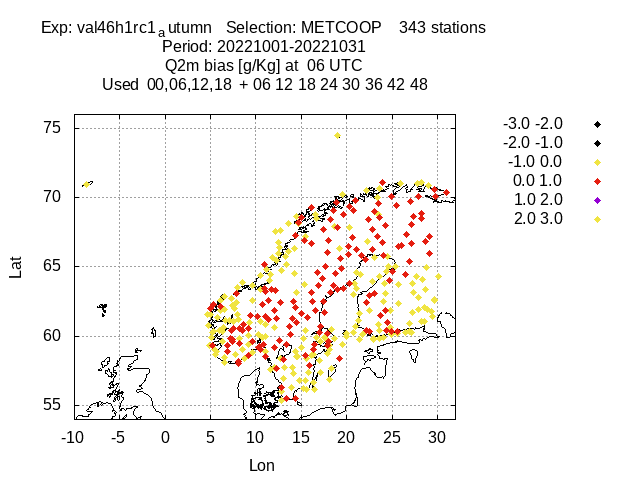 Exp: val46h1rc1a utumn Selection: METCOOP 343 stations
Period: 20221001-20221031
Q2m bias [g/Kg] at 06 UTC
Used 00,06,12,18 + 06 12 18 24 30 36 42 48
-3.0 -2.0
-2.0 -1.0
-1.0 0.0
0.0 1.0
1.0 2.0
2.0 3.0
75
70
65
60
55
Lat
-10 -5 0 5 10 15 20 25 30
Lon